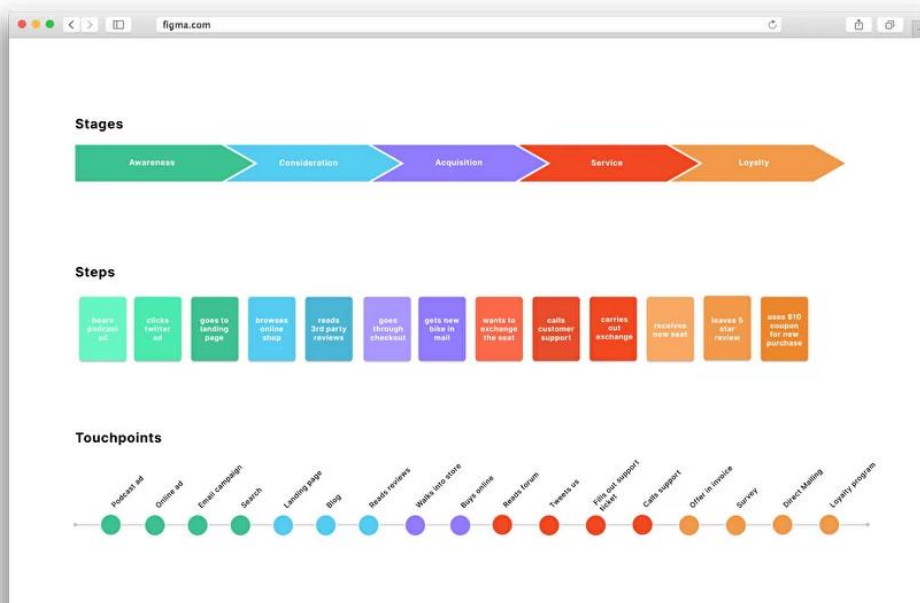 figma.com
Stages
Awareness
Consideration
Acquisition
Service
Loyalty
Steps
hears
podcast
ad
clicks
twitter
ad
goes to
landing
page
browses
online
shop
reads
3rd party
reviews
goes
through
checkout
gets new
bike in
mail
wants to
exchange
the seat
calls
customer
support
carries
out
exchange
receives
new seat
leaves 5
star
review
uses $10
coupon
for new
purchase
Touchpoints
Podcast ad
Online ad
Email campaign
Search
Landing page
Blog
Reads reviews
Walks into store
Buys online
Reads forum
Tweets us
Fills out support
ticket
Calls support
Offer in invoice
Survey
Direct Mailing
Loyalty program